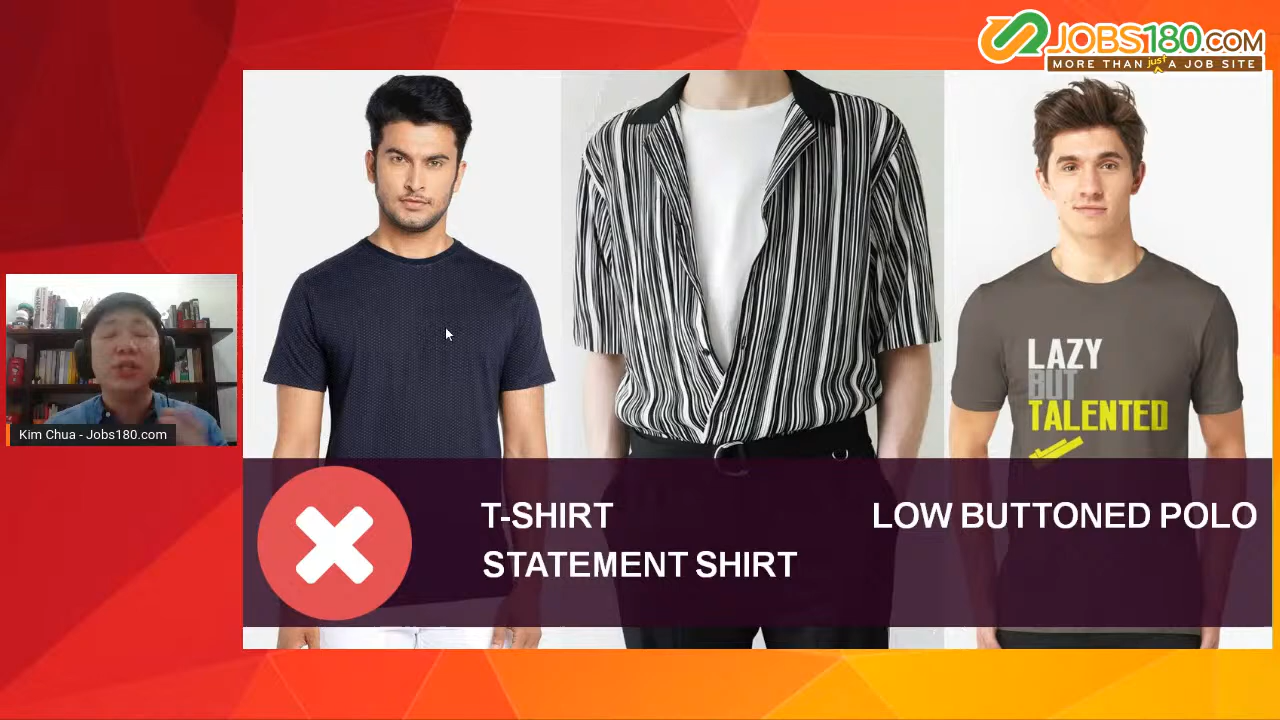 JOBS180.COM
MORE THAN just A JOB SITE
LAZY
BUT
TALENTED
Kim Chua - Jobs180.com
T-SHIRT
LOW BUTTONED POLO
STATEMENT SHIRT